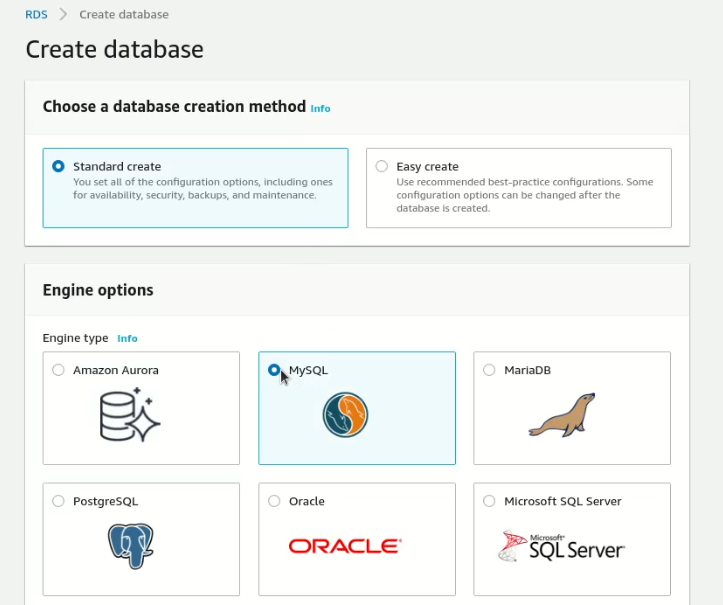 RDS > Create database
Create database
Choose a database creation method Info
Standard create
You set all of the configuration options, including ones
for availability, security, backups, and maintenance.
Easy create
Use recommended best-practice configurations. Some
configuration options can be changed after the
database is created.
Engine options
Engine type Info
Amazon Aurora
MySQL
MariaDB
PostgreSQL
Oracle
ORACLE
Microsoft SQL Server
Microsoft
SQL Server